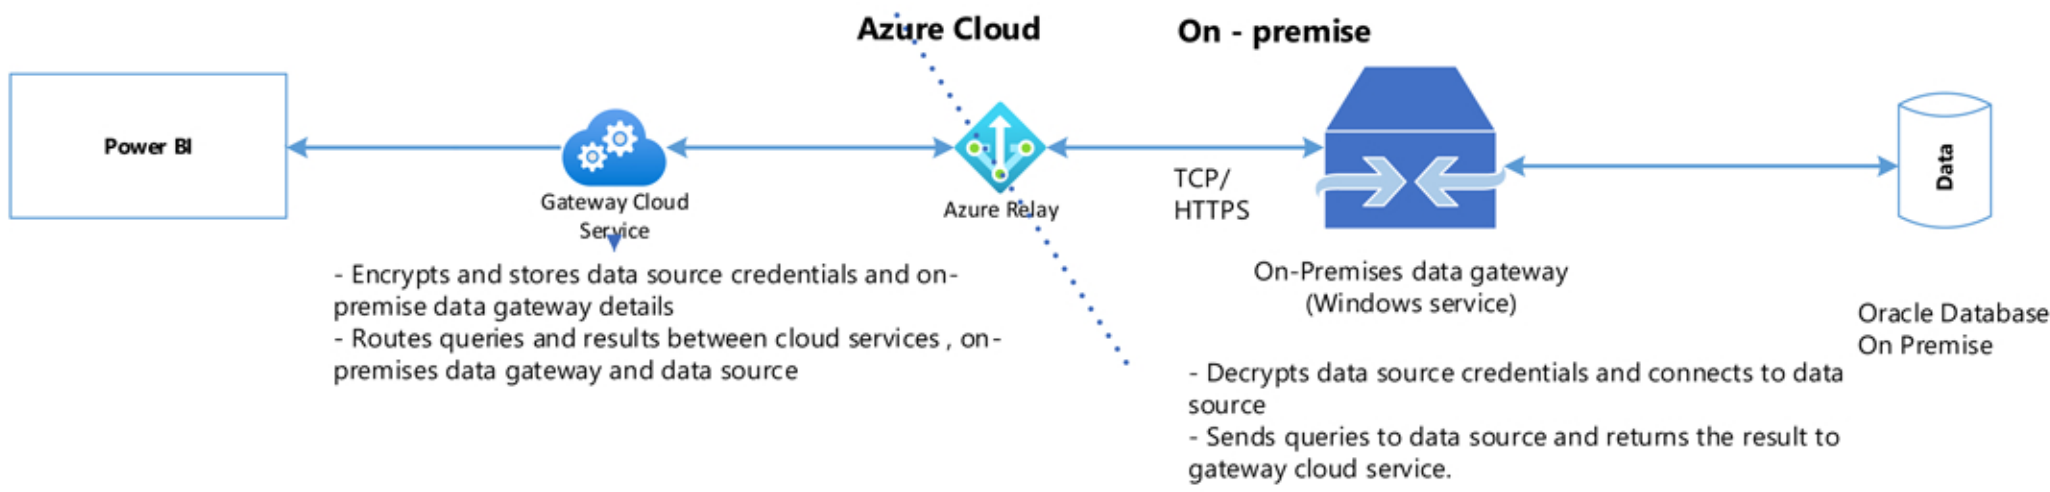 Azure Cloud
On - premise
Power BI
Gateway Cloud
Service
Azure Relay
TCP/
HTTPS
Data
- Encrypts and stores data source credentials and on-
premise data gateway details
- Routes queries and results between cloud services , on-
premises data gateway and data source
On-Premises data gateway
(Windows service)
Oracle Database
On Premise
- Decrypts data source credentials and connects to data
source
- Sends queries to data source and returns the result to
gateway cloud service.